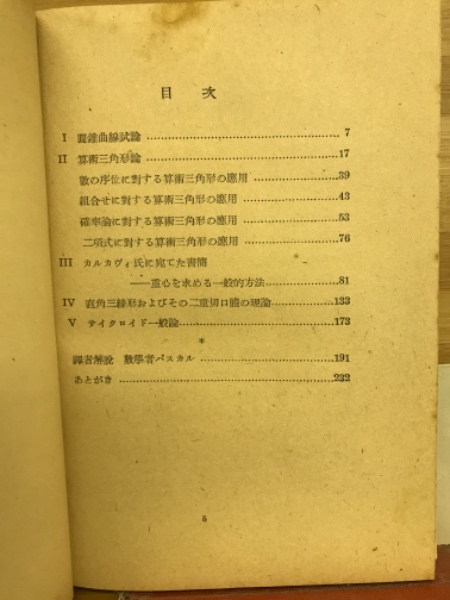 目次
I 圓錐曲線試論 7
II 算術三角形論 17
數の序位に對する算術三角形の應用 39
組合せに對する算術三角形の應用 43
確率論に對する算術三角形の應用 53
二項式に對する算術三角形の應用 76
III カルカヴィ氏に宛てた書簡
――重心を求める一般的方法 81
IV 直角三線形およびその二重切口體の理論 133
V サイクロイド一般論 173
*
譯者解說 數學者パスカル 191
あとがき 232
5